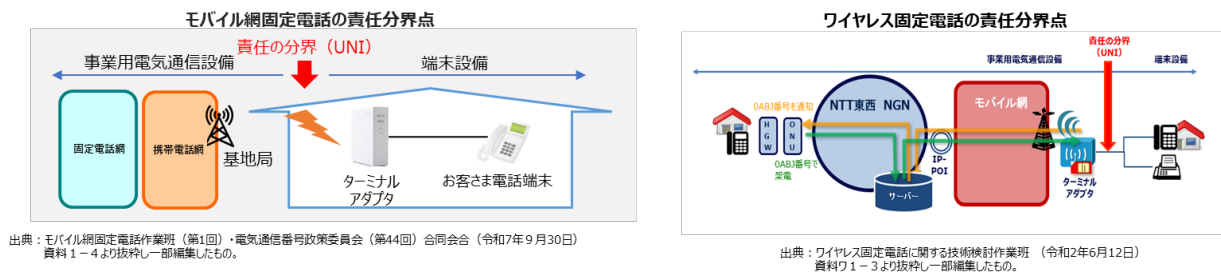 モバイル網固定電話の責任分界点
責任の分界（UNI）
事業用電気通信設備
端末設備
固定電話網
携帯電話網
基地局
ターミナル
アダプタ
お客さま電話端末
出典：モバイル網固定電話作業班（第1回）・電気通信番号政策委員会（第44回）合同会合（令和7年９月30日）
資料１－４より抜粋し一部編集したもの。
ワイヤレス固定電話の責任分界点
責任の分界
（UNI）
事業用電気通信設備
端末設備
0ABJ番号を通知
NTT東西 NGN
モバイル網
HGW
ONU
0ABJ番号で
架電
IP-
POI
サーバー
ターミナル
アダプタ
出典：ワイヤレス固定電話に関する技術検討作業班 （令和2年6月12日）
資料ワ１－３より抜粋し一部編集したもの。